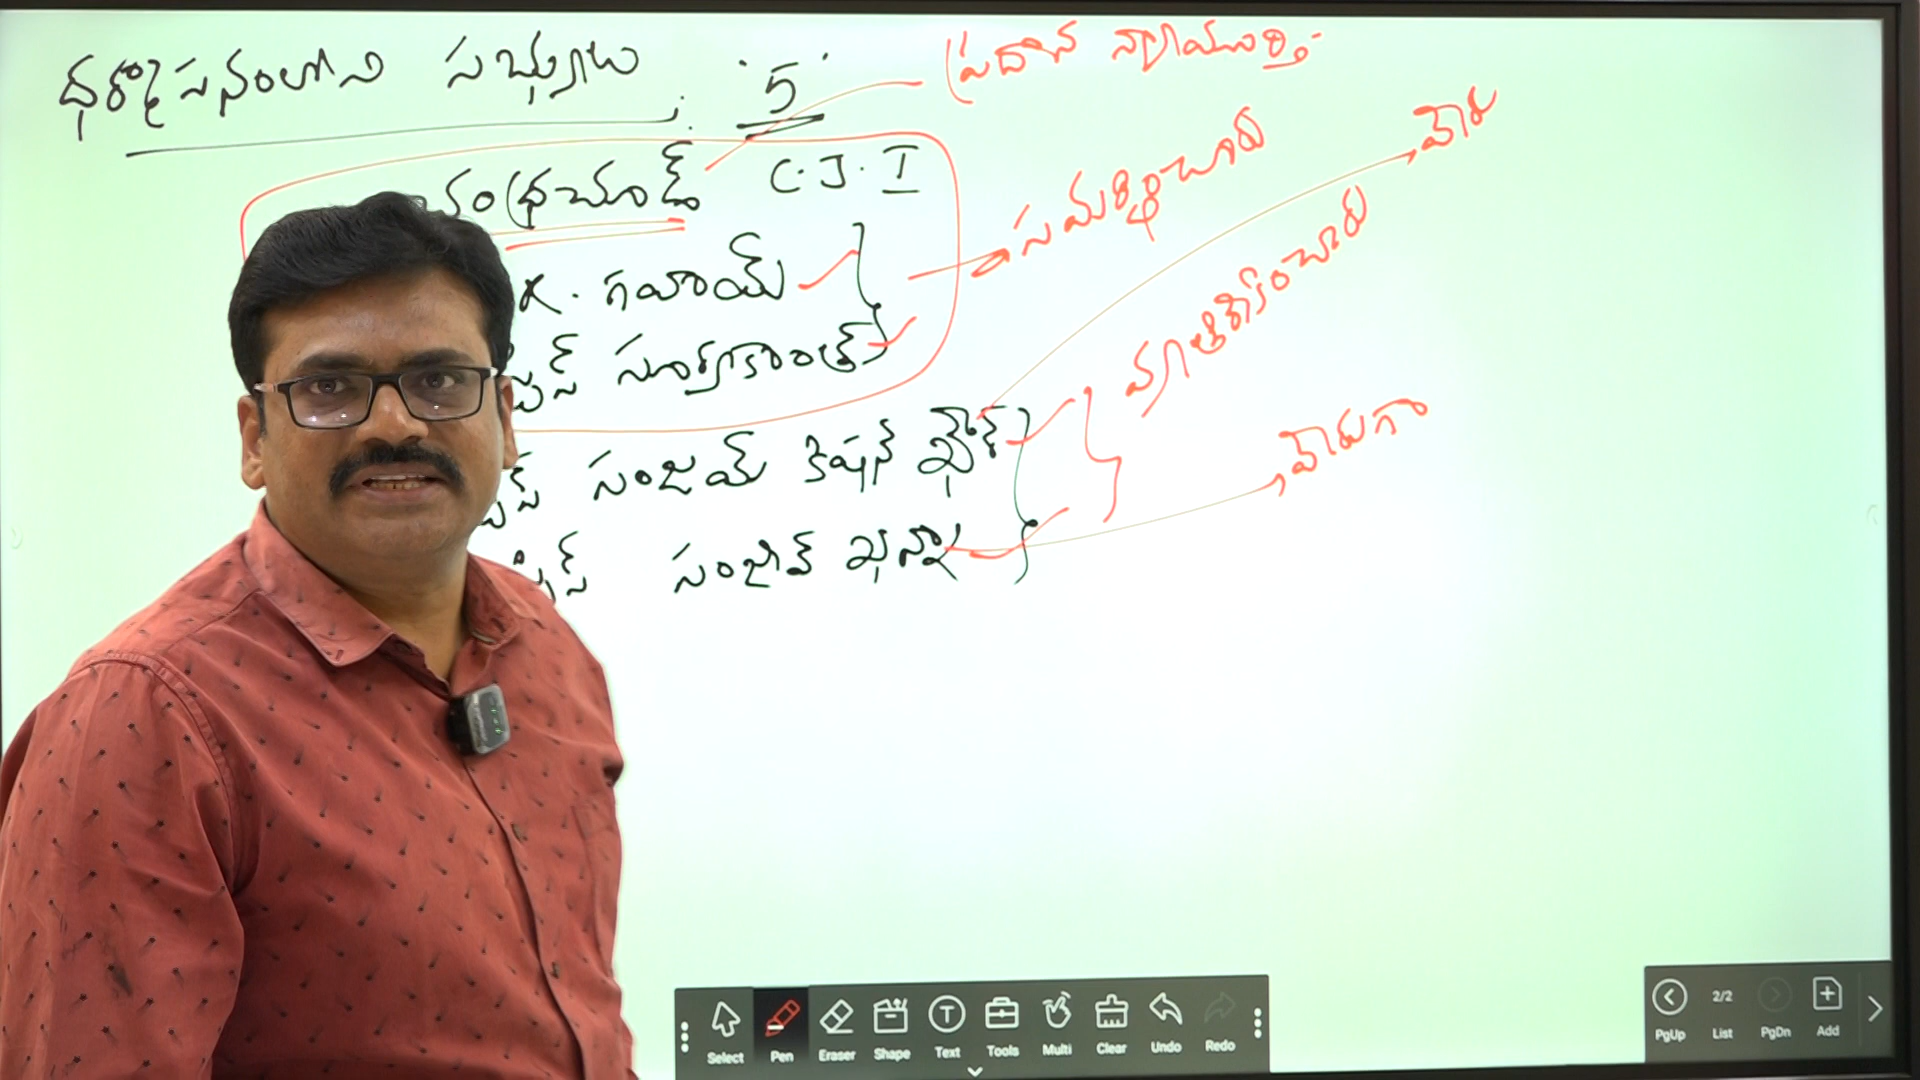 ధర్మాసనంలోని సభ్యులు : '5'
ప్రదాన న్యాయమూర్తి
చంద్రచూడ్ C.J.I
సమర్థించారు
వేరు
గవాయ్
వ్యతిరేకించారు
సూర్యకాంత్
సంజయ్ కిషన్ ఖౌల్
వేరుగా
సంజీవ్ ఖన్నా
Select Pen Eraser Shape Text Tools Multi Clear Undo Redo
2/2
PgUp List PgDn Add